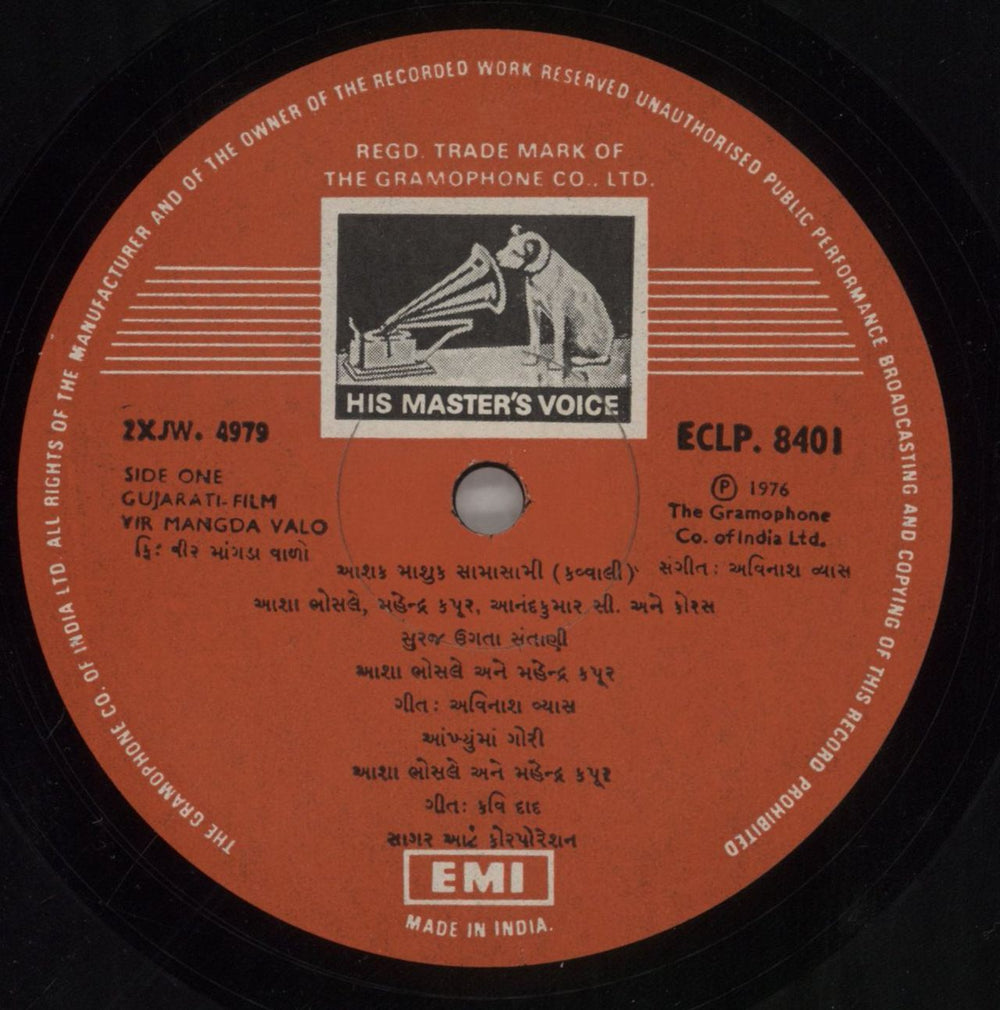 THE GRAMOPHONE CO. OF INDIA LTD. ALL RIGHTS OF THE MANUFACTURER AND OF THE OWNER OF THE RECORDED WORK RESERVED UNAUTHORISED PUBLIC PERFORMANCE BROADCASTING AND COPYING OF THIS RECORD PROHIBITED
REGD. TRADE MARK OF
THE GRAMOPHONE CO., LTD.
HIS MASTER'S VOICE
2XJW. 4979
ECLP. 8401
SIDE ONE
GUJARATI-FILM
VIR MANGDA VALO
ફિ: વીર માંગડા વાળો
Ⓟ 1976
The Gramophone
Co. of India Ltd.
આશક માશુક સામાસામી (કવ્વાલી) સંગીત: અવિનાશ વ્યાસ
આશા ભોસલે, મહેન્દ્ર કપૂર, આનંદકુમાર સી. અને કોરસ
સુરજ ઉગતા સંતાણી
આશા ભોસલે અને મહેન્દ્ર કપૂર
ગીત: અવિનાશ વ્યાસ
આંખ્યુંમાં ગોરી
આશા ભોસલે અને મહેન્દ્ર કપૂર
ગીત: કવિ દાદ
સાગર આર્ટ કોરપોરેશન
EMI
MADE IN INDIA.